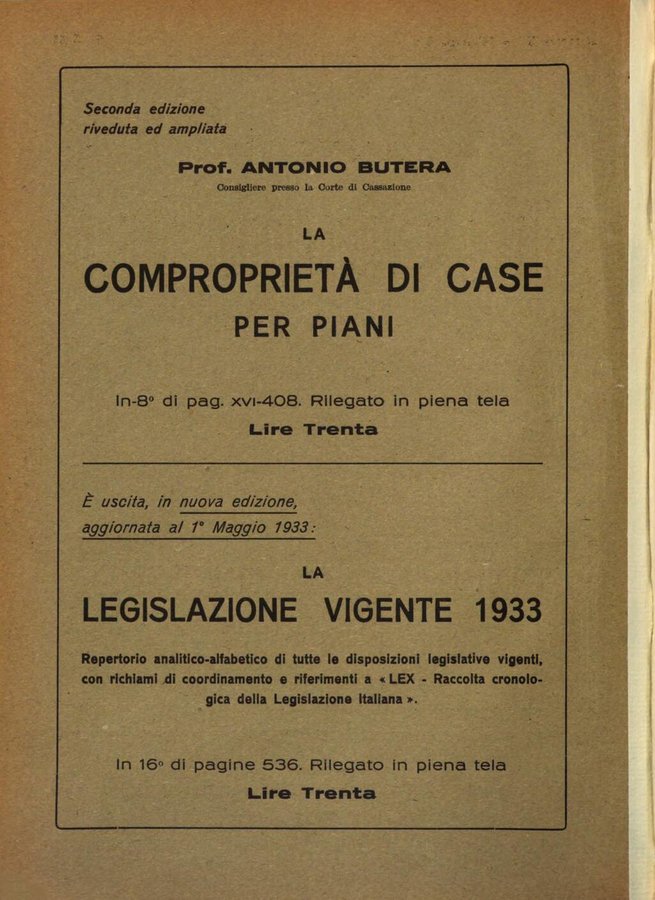 Seconda edizione
riveduta ed ampliata
Prof. ANTONIO BUTERA
Consigliere presso la Corte di Cassazione
LA
COMPROPRIETÀ DI CASE
PER PIANI
In-8º di pag. XVI-408. Rilegato in piena tela
Lire Trenta
È uscita, in nuova edizione,
aggiornata al 1º Maggio 1933:
LA
LEGISLAZIONE VIGENTE 1933
Repertorio analitico-alfabetico di tutte le disposizioni legislative vigenti,
con richiami di coordinamento e riferimenti a « LEX - Raccolta cronolo-
gica della Legislazione Italiana ».
In 16º di pagine 536. Rilegato in piena tela
Lire Trenta